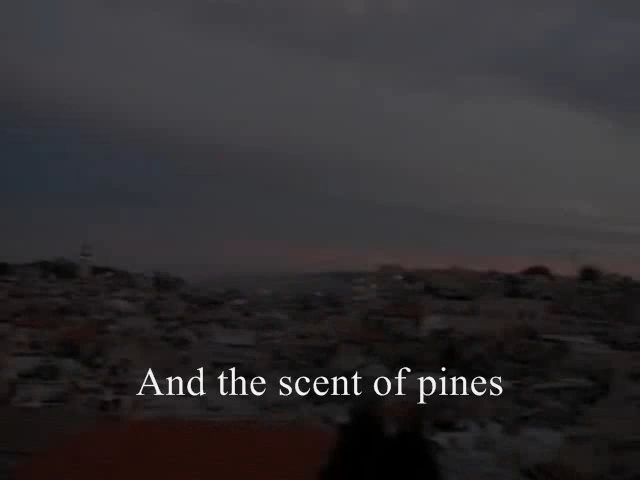 And the scent of pines